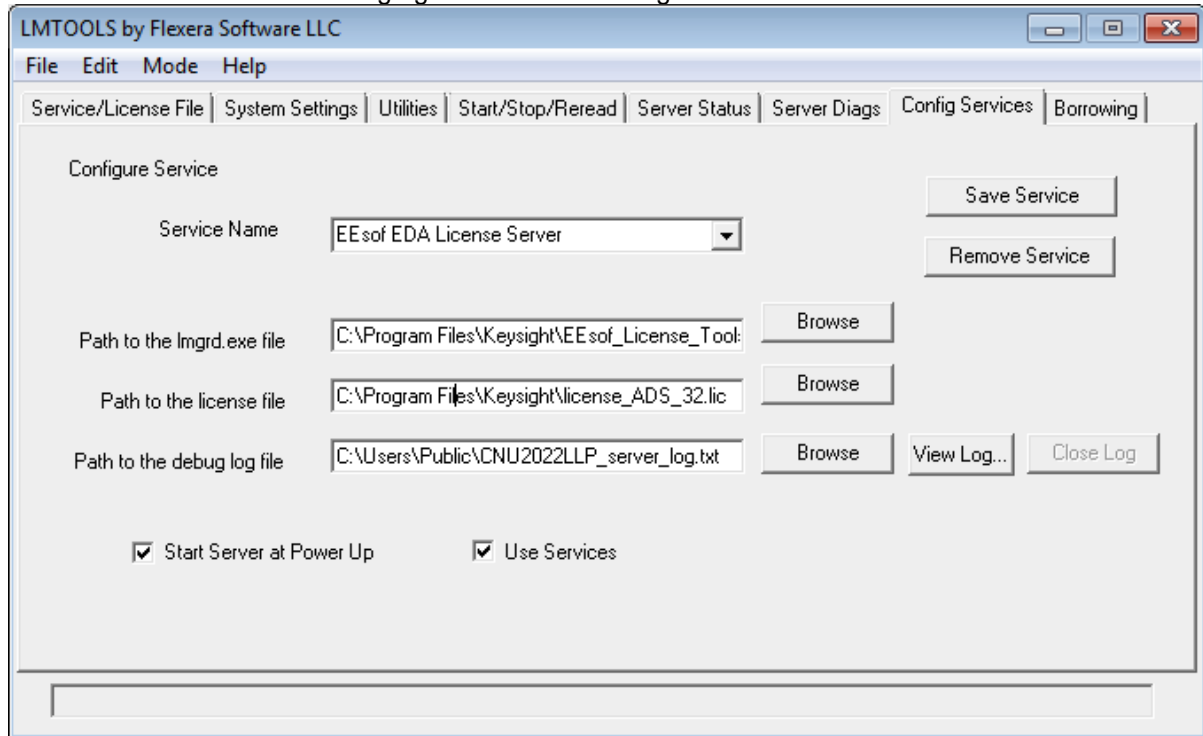 LMTOOLS by Flexera Software LLC
File Edit Mode Help
Service/License File System Settings Utilities Start/Stop/Reread Server Status Server Diags Config Services Borrowing
Configure Service
Save Service
Service Name EEsof EDA License Server
Remove Service
Path to the lmgrd.exe file C:\Program Files\Keysight\EEsof_License_Tools Browse
Path to the license file C:\Program Files\Keysight\license_ADS_32.lic Browse
Path to the debug log file C:\Users\Public\CNU2022LLP_server_log.txt Browse View Log... Close Log
Start Server at Power Up Use Services